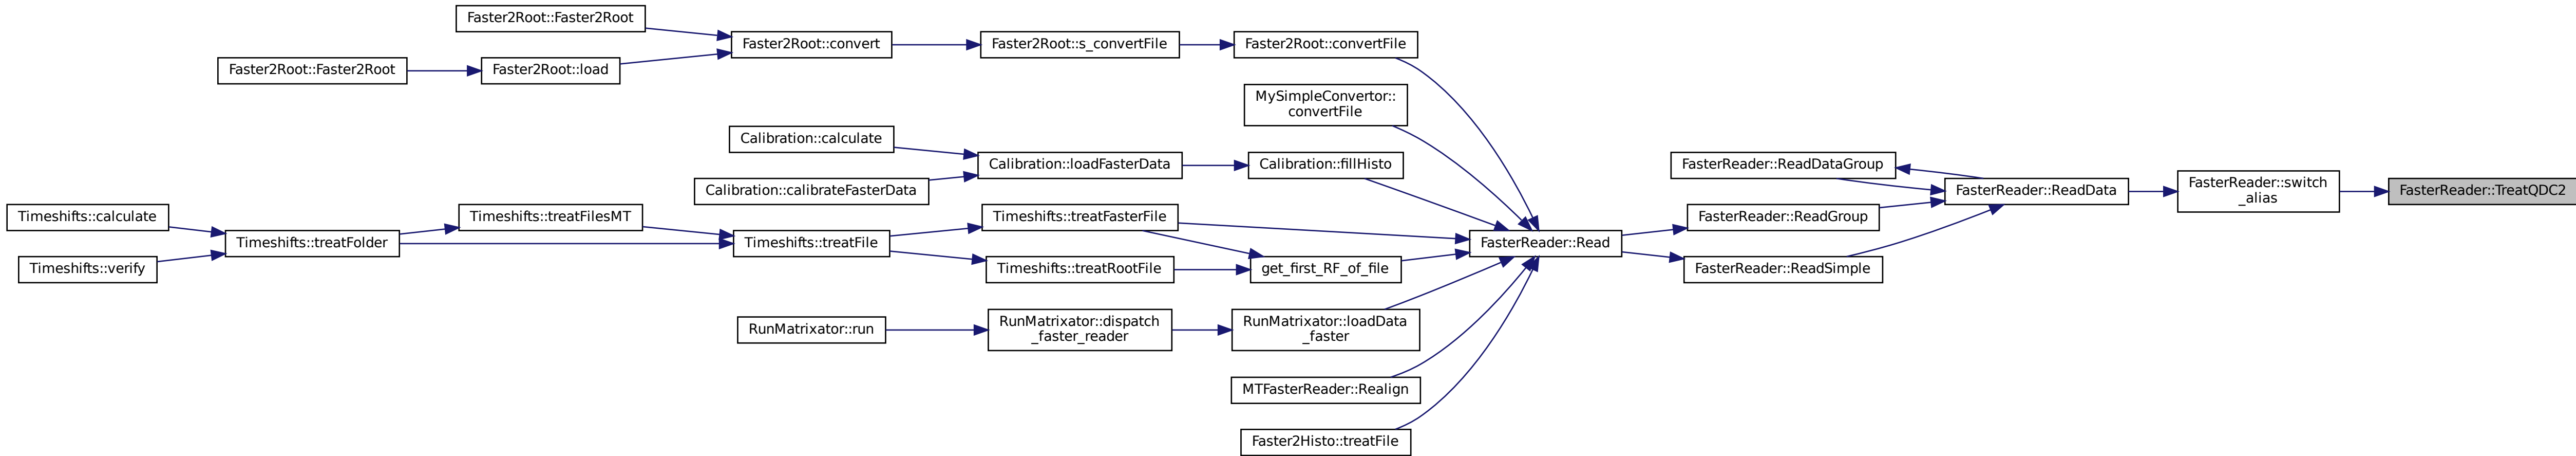 Faster2Root::Faster2Root
Faster2Root::convert
Faster2Root::s_convertFile
Faster2Root::convertFile
Faster2Root::Faster2Root
Faster2Root::load
MySimpleConvertor::
convertFile
Calibration::calculate
Calibration::loadFasterData
Calibration::fillHisto
Calibration::calibrateFasterData
FasterReader::ReadDataGroup
FasterReader::ReadData
FasterReader::switch
_alias
FasterReader::TreatQDC2
Timeshifts::calculate
Timeshifts::treatFilesMT
Timeshifts::treatFasterFile
FasterReader::ReadGroup
Timeshifts::treatFolder
Timeshifts::treatFile
FasterReader::Read
Timeshifts::verify
Timeshifts::treatRootFile
get_first_RF_of_file
FasterReader::ReadSimple
RunMatrixator::run
RunMatrixator::dispatch
_faster_reader
RunMatrixator::loadData
_faster
MTFasterReader::Realign
Faster2Histo::treatFile